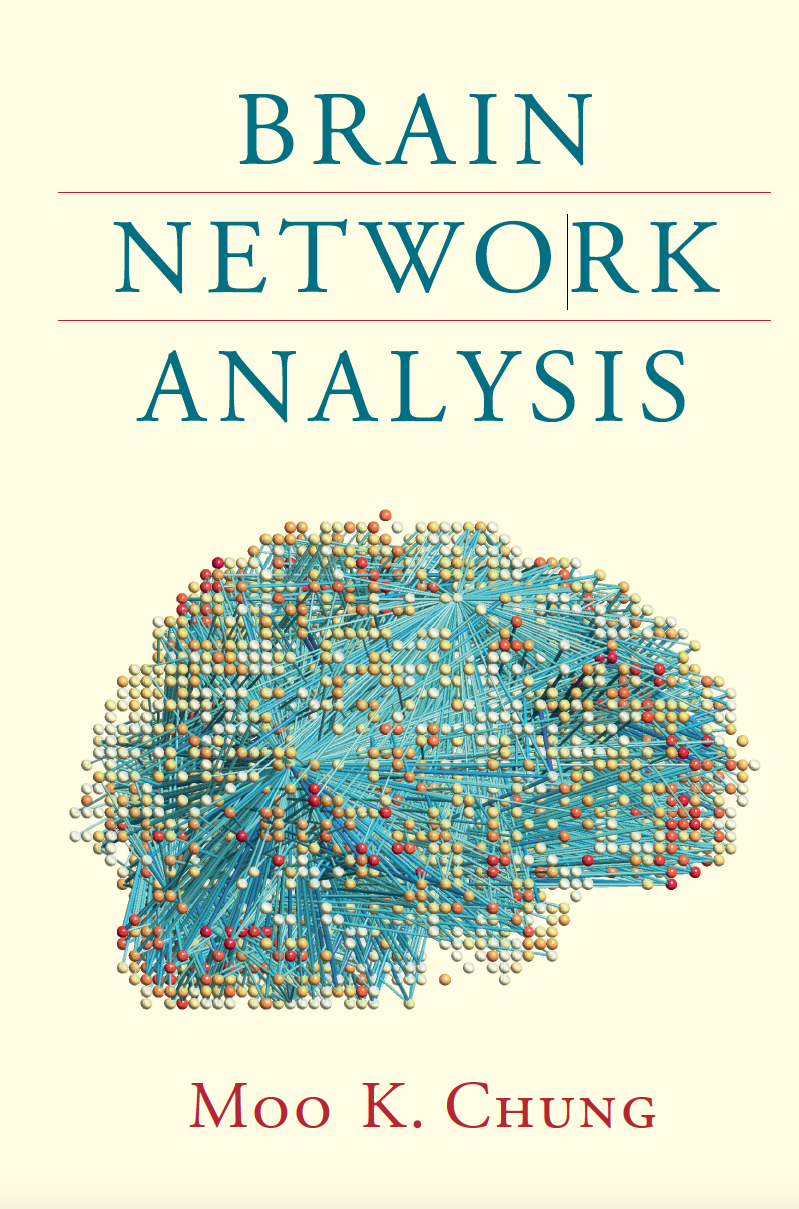 BRAIN
NETWORK
ANALYSIS
MOO K. CHUNG